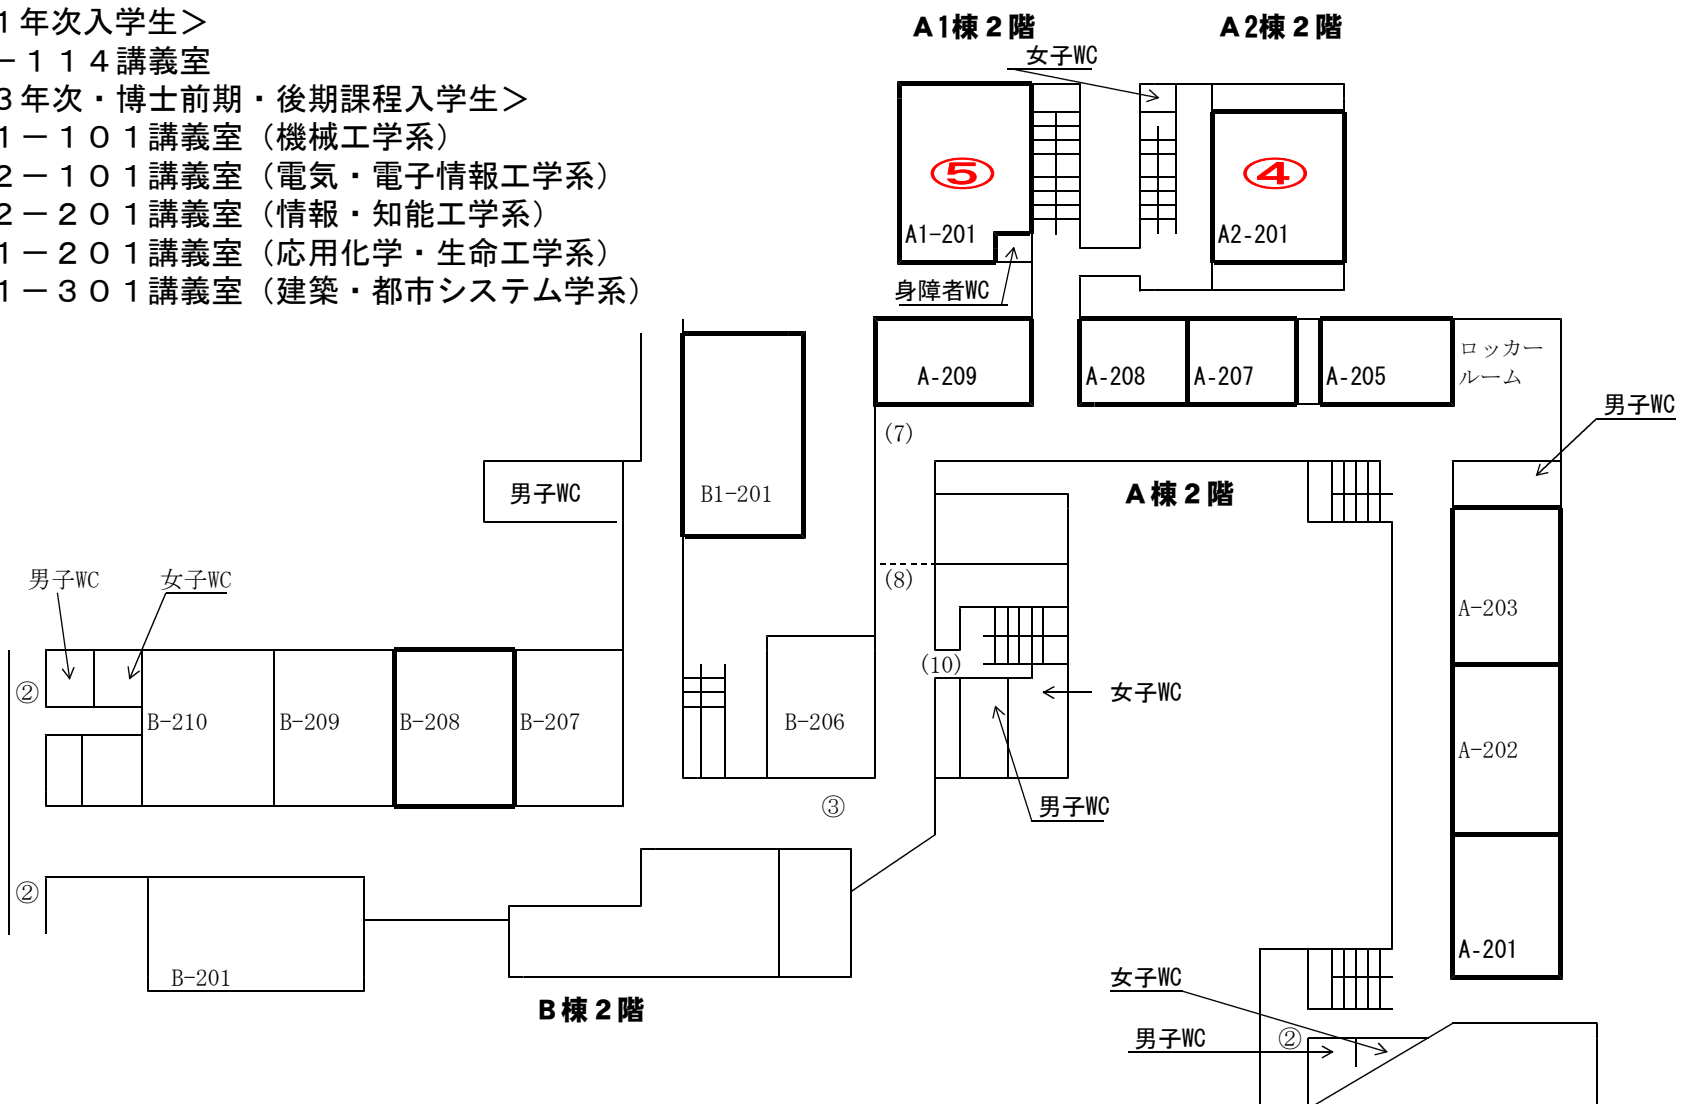 １年次入学生＞
－１１４講義室
３年次・博士前期・後期課程入学生＞
１－１０１講義室（機械工学系）
２－１０１講義室（電気・電子情報工学系）
２－２０１講義室（情報・知能工学系）
１－２０１講義室（応用化学・生命工学系）
１－３０１講義室（建築・都市システム学系）
A1棟２階
A2棟２階
女子WC
⑤
④
A1-201
A2-201
身障者WC
A-209
A-208
A-207
A-205
ロッカー
ルーム
男子WC
(7)
男子WC
B1-201
A棟２階
男子WC
女子WC
(8)
A-203
(10)
②
女子WC
B-210
B-209
B-208
B-207
B-206
A-202
③
男子WC
②
B-201
A-201
女子WC
B棟２階
男子WC
②